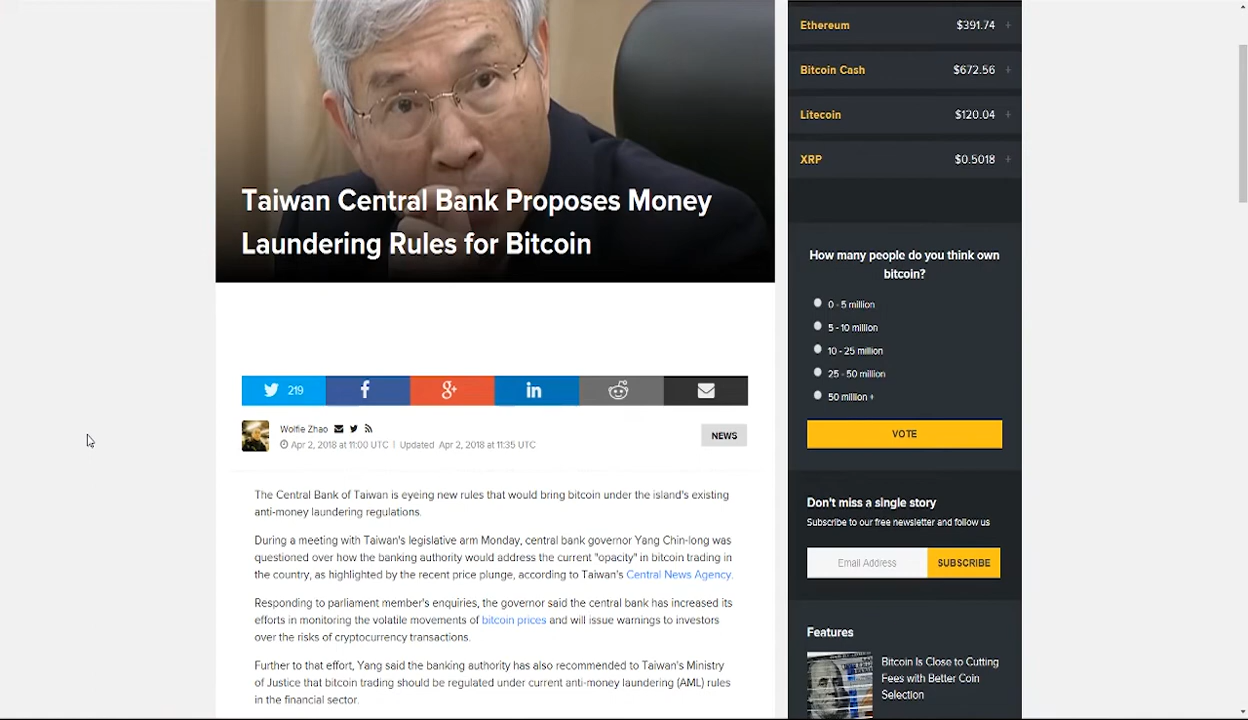 Taiwan Central Bank Proposes Money
Laundering Rules for Bitcoin
219
Wolfie Zhao
Apr 2, 2018 at 11:00 UTC | Updated Apr 2, 2018 at 11:35 UTC
NEWS
The Central Bank of Taiwan is eyeing new rules that would bring bitcoin under the island's existing
anti-money laundering regulations.
During a meeting with Taiwan's legislative arm Monday, central bank governor Yang Chin-long was
questioned over how the banking authority would address the current "opacity" in bitcoin trading in
the country, as highlighted by the recent price plunge, according to Taiwan's Central News Agency.
Responding to parliament member's enquiries, the governor said the central bank has increased its
efforts in monitoring the volatile movements of bitcoin prices and will issue warnings to investors
over the risks of cryptocurrency transactions.
Further to that effort, Yang said the banking authority has also recommended to Taiwan's Ministry
of Justice that bitcoin trading should be regulated under current anti-money laundering (AML) rules
in the financial sector.
Ethereum $391.74 +
Bitcoin Cash $672.56 +
Litecoin $120.04 +
XRP $0.5018 +
How many people do you think own
bitcoin?
0 - 5 million
5 - 10 million
10 - 25 million
25 - 50 million
50 million +
VOTE
Don't miss a single story
Subscribe to our free newsletter and follow us
Email Address SUBSCRIBE
Features
Bitcoin Is Close to Cutting
Fees with Better Coin
Selection